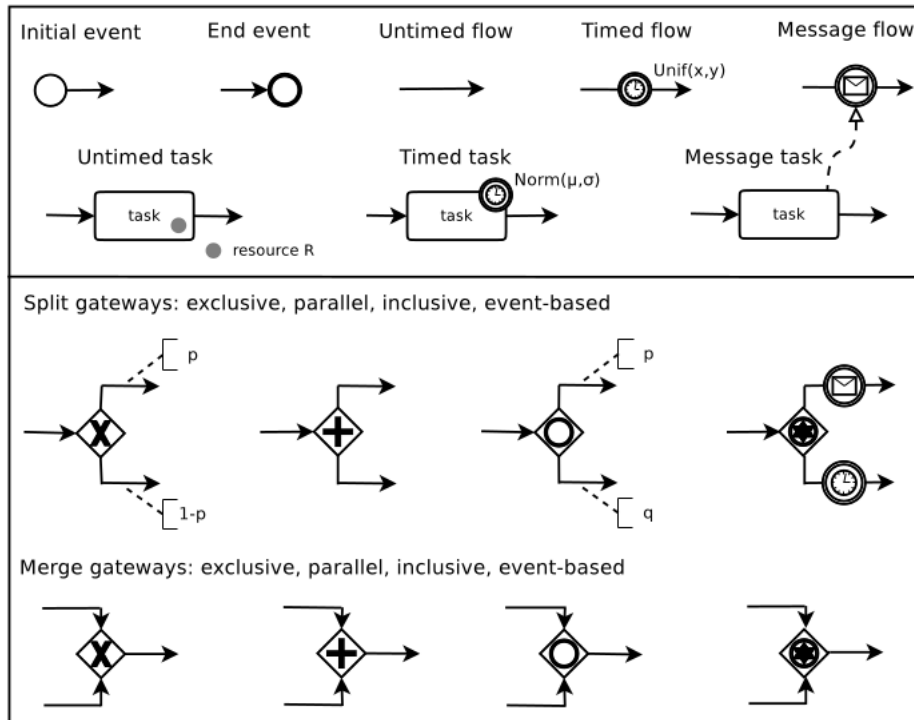 Initial event End event Untimed flow Timed flow Message flow
Unif(x,y)
Untimed task Timed task Message task
Norm(μ,σ)
task task task
resource R
Split gateways: exclusive, parallel, inclusive, event-based
p p
X
1-p q
Merge gateways: exclusive, parallel, inclusive, event-based
X